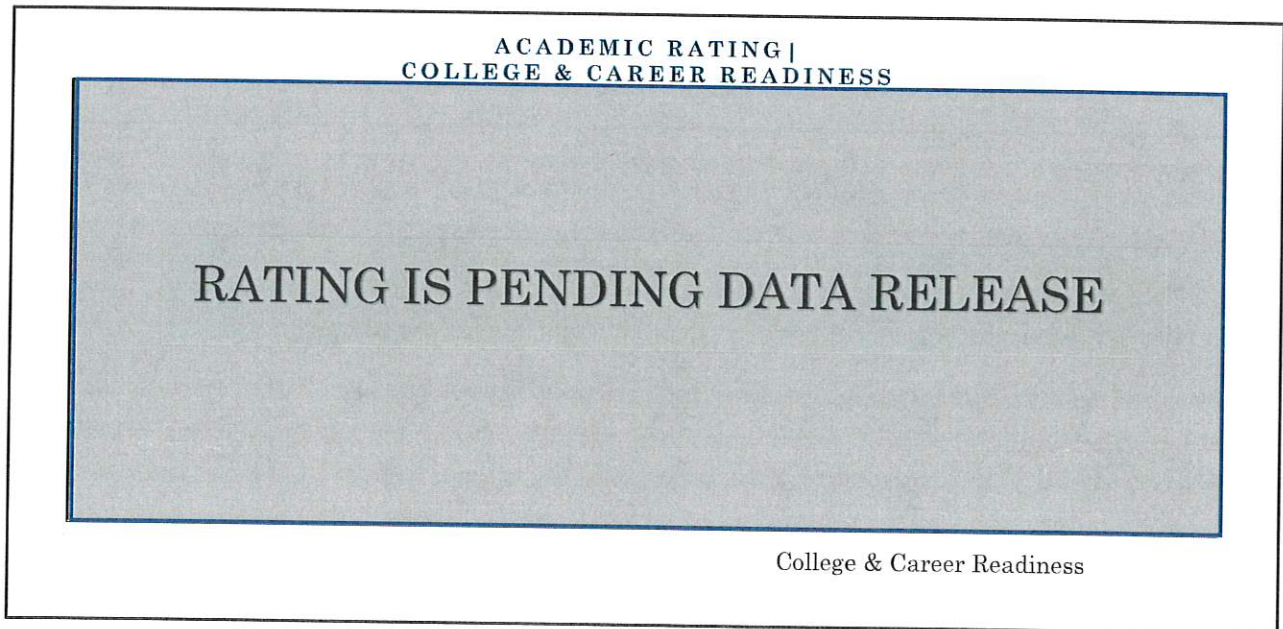 ACADEMIC RATING|
COLLEGE & CAREER READINESS
RATING IS PENDING DATA RELEASE
College & Career Readiness